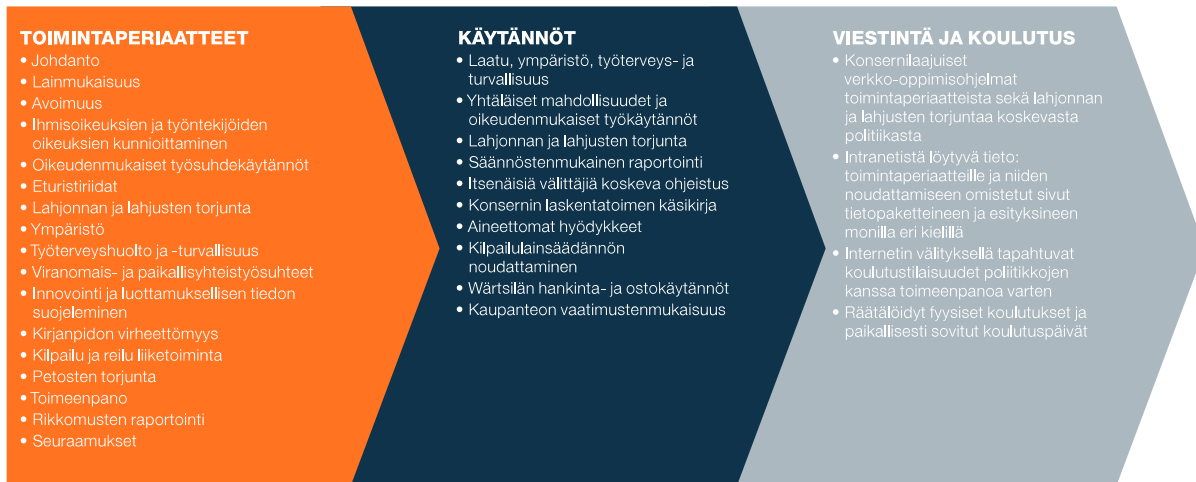 TOIMINTAPERIAATTEET
• Johdanto
• Lainmukaisuus
• Avoimuus
• Ihmisoikeuksien ja työntekijöiden
oikeuksien kunnioittaminen
• Oikeudenmukaiset työsuhdekäytännöt
• Eturistiriidat
• Lahjonnan ja lahjusten torjunta
• Ympäristö
• Työterveyshuolto ja -turvallisuus
• Viranomais- ja paikallisyhteistyösuhteet
• Innovointi ja luottamuksellisen tiedon
suojeleminen
• Kirjanpidon virheettömyys
• Kilpailu ja reilu liiketoiminta
• Petosten torjunta
• Toimeenpano
• Rikkomusten raportointi
• Seuraamukset
KÄYTÄNNÖT
• Laatu, ympäristö, työterveys- ja
turvallisuus
• Yhtäläiset mahdollisuudet ja
oikeudenmukaiset työkäytännöt
• Lahjonnan ja lahjusten torjunta
• Säännöstenmukainen raportointi
• Itsenäisiä välittäjiä koskeva ohjeistus
• Konsernin laskentatoimen käsikirja
• Aineettomat hyödykkeet
• Kilpailulainsäädännön
noudattaminen
• Wärtsilän hankinta- ja ostokäytännöt
• Kaupanteon vaatimustenmukaisuus
VIESTINTÄ JA KOULUTUS
• Konsernilaajuiset
verkko-oppimisohjelmat
toimintaperiaatteista sekä lahjonnan
ja lahjusten torjuntaa koskevasta
politiikasta
• Intranetistä löytyvä tieto:
toimintaperiaatteille ja niiden
noudattamiseen omistetut sivut
tietopaketteineen ja esityksineen
monilla eri kielillä
• Internetin välityksellä tapahtuvat
koulutustilaisuudet poliitikkojen
kanssa toimeenpanoa varten
• Räätälöidyt fyysiset koulutukset ja
paikallisesti sovitut koulutuspäivät